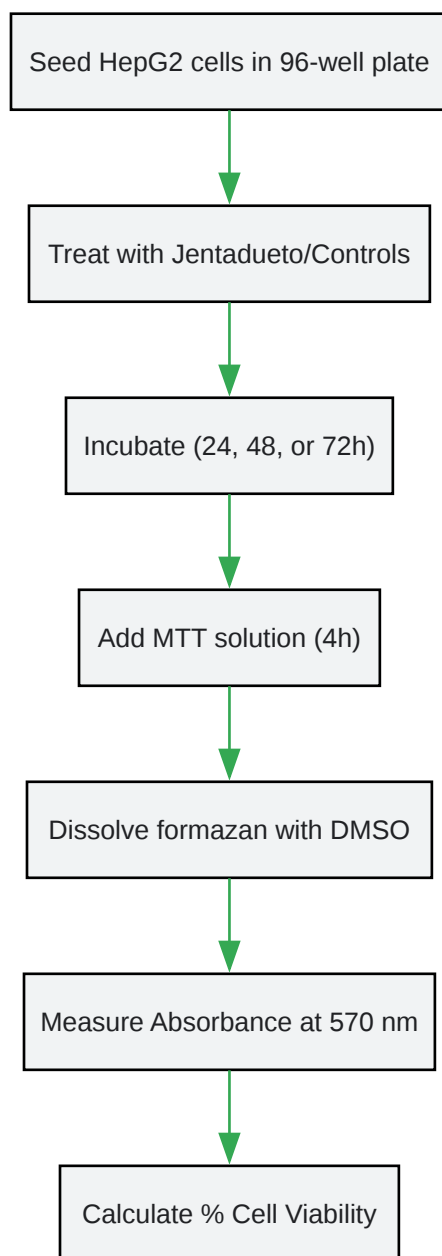 Seed HepG2 cells in 96-well plate
Treat with Jentadueto/Controls
Incubate (24, 48, or 72h)
Add MTT solution (4h)
Dissolve formazan with DMSO
Measure Absorbance at 570 nm
Calculate % Cell Viability